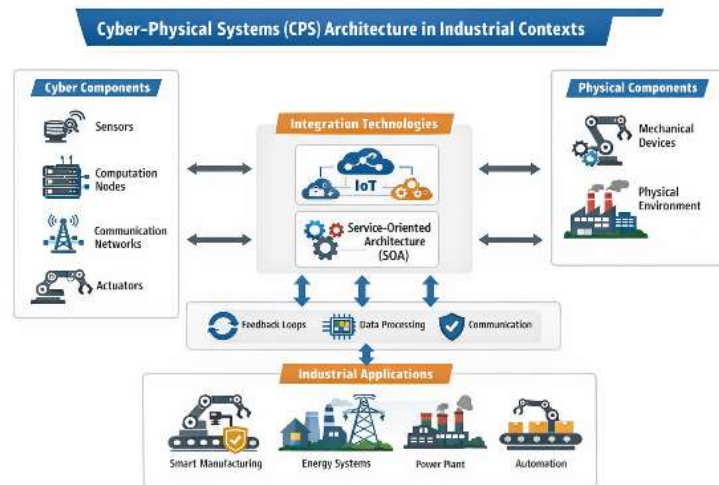 Cyber-Physical Systems (CPS) Architecture in Industrial Contexts
Cyber Components
Sensors
Computation
Nodes
Communication
Networks
Actuators
Integration Technologies
IoT
Service-Oriented
Architecture
(SOA)
Physical Components
Mechanical
Devices
Physical
Environment
Feedback Loops
Data Processing
Communication
Industrial Applications
Smart Manufacturing
Energy Systems
Power Plant
Automation